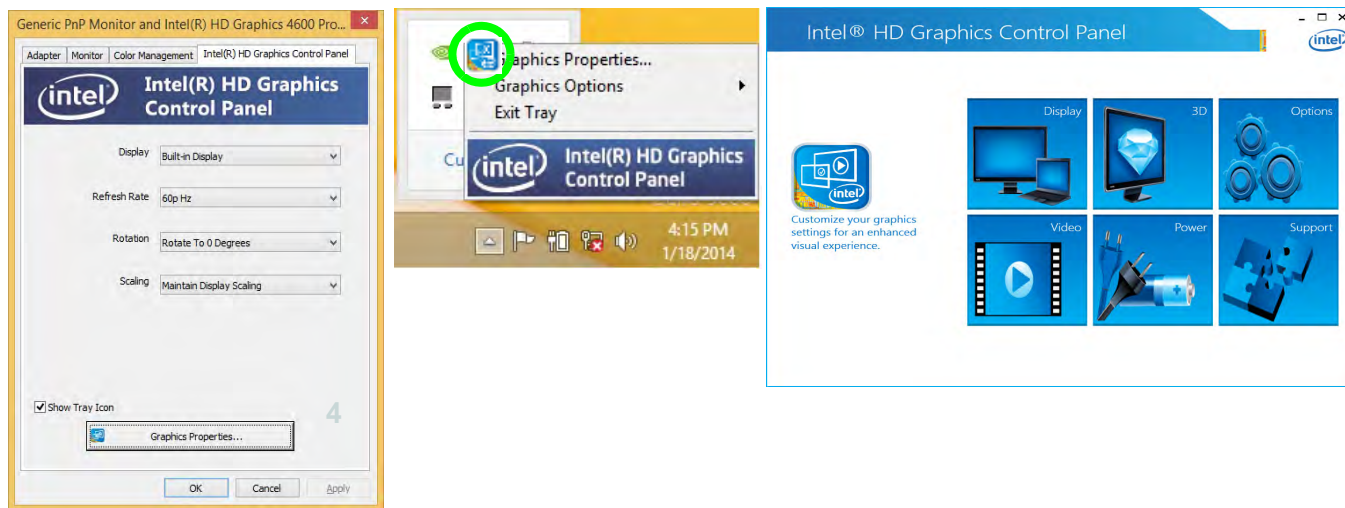 Generic PnP Monitor and Intel(R) HD Graphics 4600 Pro...
Adapter Monitor Color Management Intel(R) HD Graphics Control Panel
intel Intel(R) HD Graphics
Control Panel
Display Built-in Display
Refresh Rate 60p Hz
Rotation Rotate To 0 Degrees
Scaling Maintain Display Scaling
Show Tray Icon
4
Graphics Properties...
OK Cancel Apply
raphics Properties...
Graphics Options
Exit Tray
Cu
intel Intel(R) HD Graphics
Control Panel
4:15 PM
1/18/2014
Intel® HD Graphics Control Panel
intel
Display 3D Options
intel
Customize your graphics
settings for an enhanced
visual experience.
Video Power Support